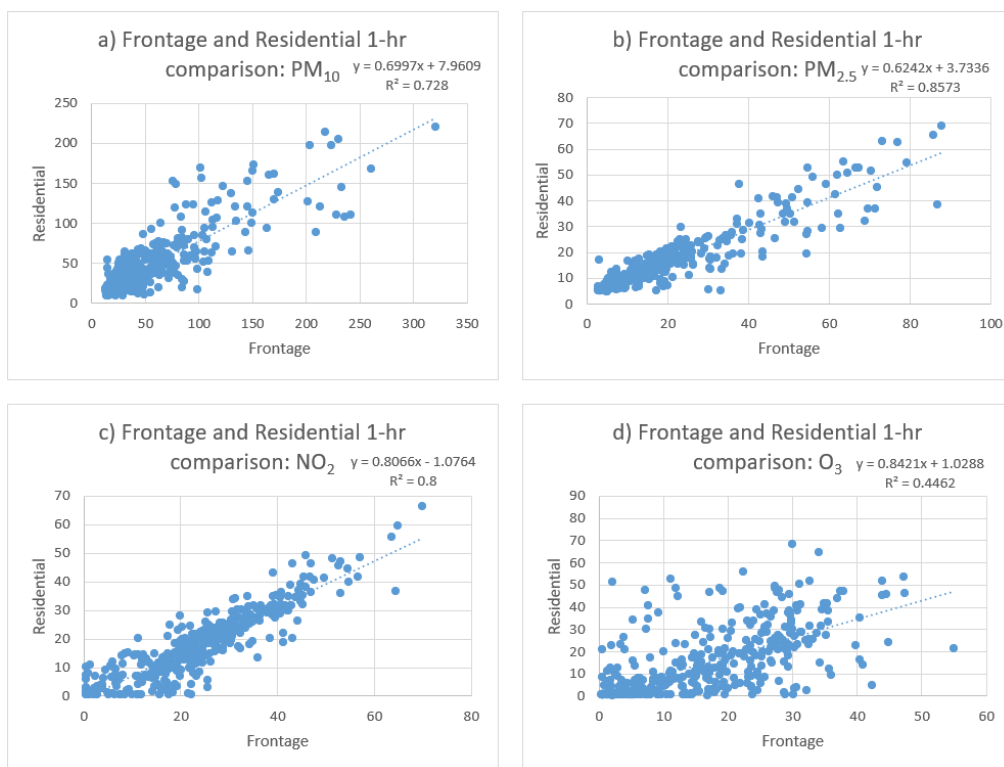 a) Frontage and Residential 1-hr
comparison: PM10 y = 0.6997x + 7.9609
R² = 0.728
250
200
150
100
50
0
0 50 100 150 200 250 300 350
Residential
Frontage
b) Frontage and Residential 1-hr
comparison: PM2.5 y = 0.6242x + 3.7336
R² = 0.8573
80
70
60
50
40
30
20
10
0
0 20 40 60 80 100
Residential
Frontage
c) Frontage and Residential 1-hr
comparison: NO2 y = 0.8066x - 1.0764
R² = 0.8
70
60
50
40
30
20
10
0
0 20 40 60 80
Residential
Frontage
d) Frontage and Residential 1-hr
comparison: O3 y = 0.8421x + 1.0288
R² = 0.4462
90
80
70
60
50
40
30
20
10
0
0 10 20 30 40 50 60
Residential
Frontage